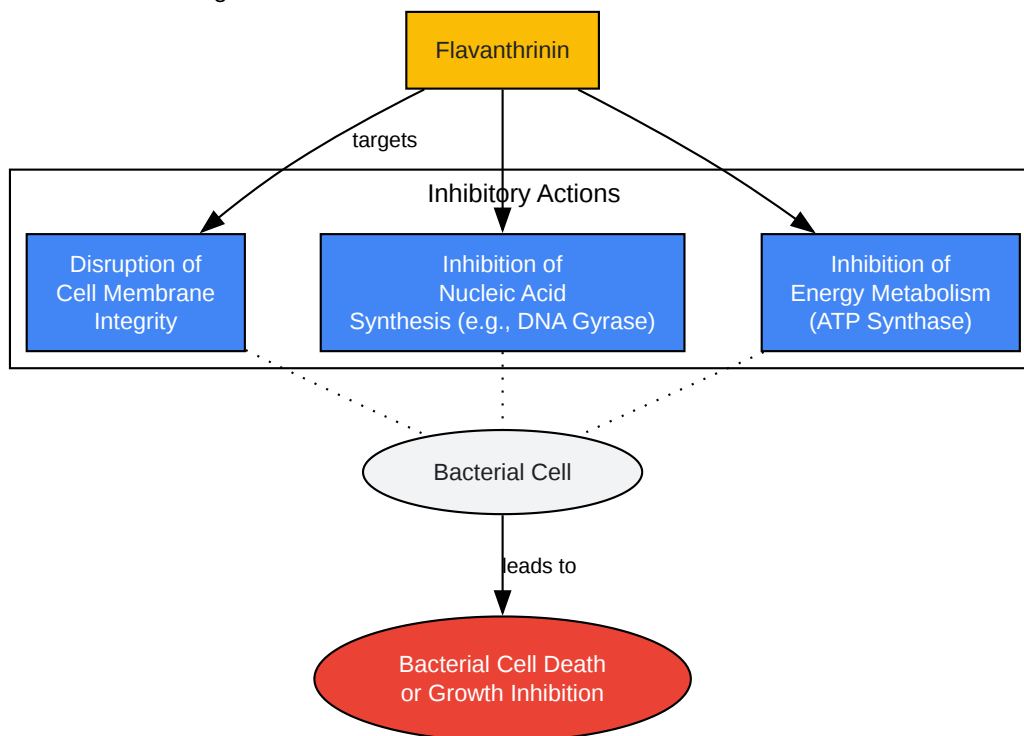 Flavanthrinin
targets
Inhibitory Actions
Disruption of
Cell Membrane
Integrity
Inhibition of
Nucleic Acid
Synthesis (e.g., DNA Gyrase)
Inhibition of
Energy Metabolism
(ATP Synthase)
Bacterial Cell
leads to
Bacterial Cell Death
or Growth Inhibition